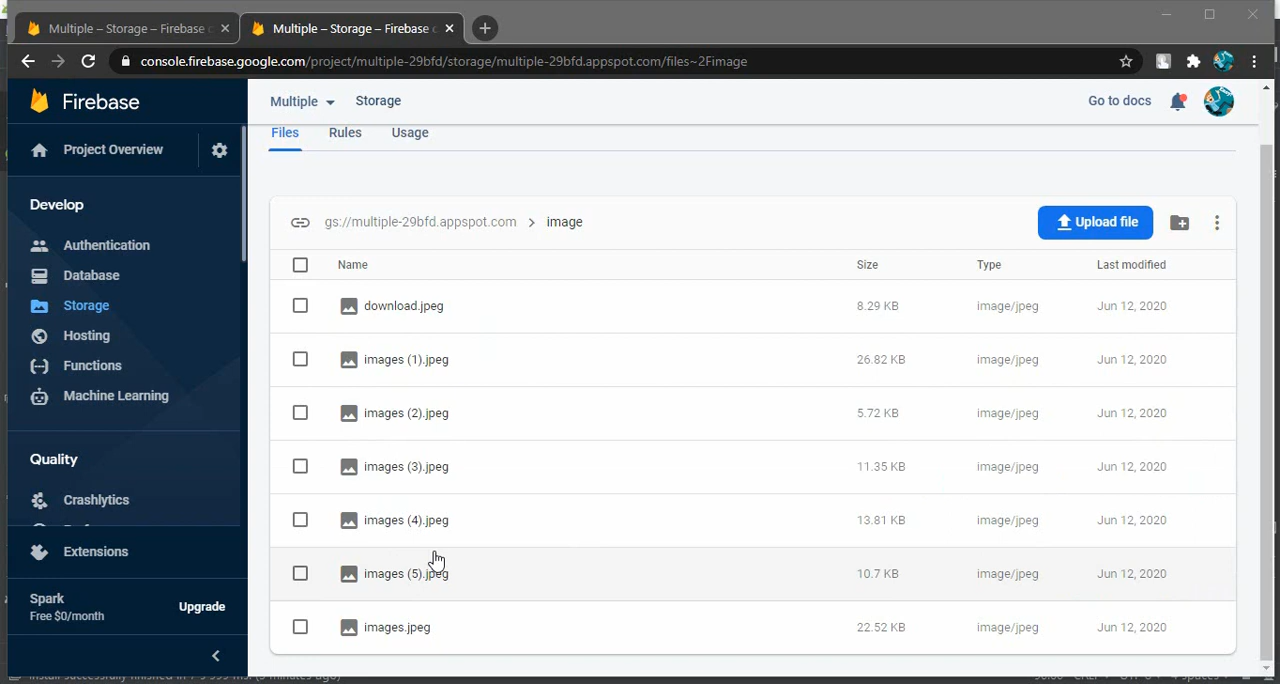 Multiple – Storage – Firebase
Multiple – Storage – Firebase
console.firebase.google.com/project/multiple-29bfd/storage/multiple-29bfd.appspot.com/files~2Fimage
Firebase
Multiple
Storage
Go to docs
Project Overview
Files
Rules
Usage
Develop
Authentication
Database
Storage
Hosting
Functions
Machine Learning
Quality
Crashlytics
Extensions
Spark
Free $0/month
Upgrade
gs://multiple-29bfd.appspot.com > image
Upload file
Name Size Type Last modified
download.jpeg 8.29 KB image/jpeg Jun 12, 2020
images (1).jpeg 26.82 KB image/jpeg Jun 12, 2020
images (2).jpeg 5.72 KB image/jpeg Jun 12, 2020
images (3).jpeg 11.35 KB image/jpeg Jun 12, 2020
images (4).jpeg 13.81 KB image/jpeg Jun 12, 2020
images (5).jpeg 10.7 KB image/jpeg Jun 12, 2020
images.jpeg 22.52 KB image/jpeg Jun 12, 2020